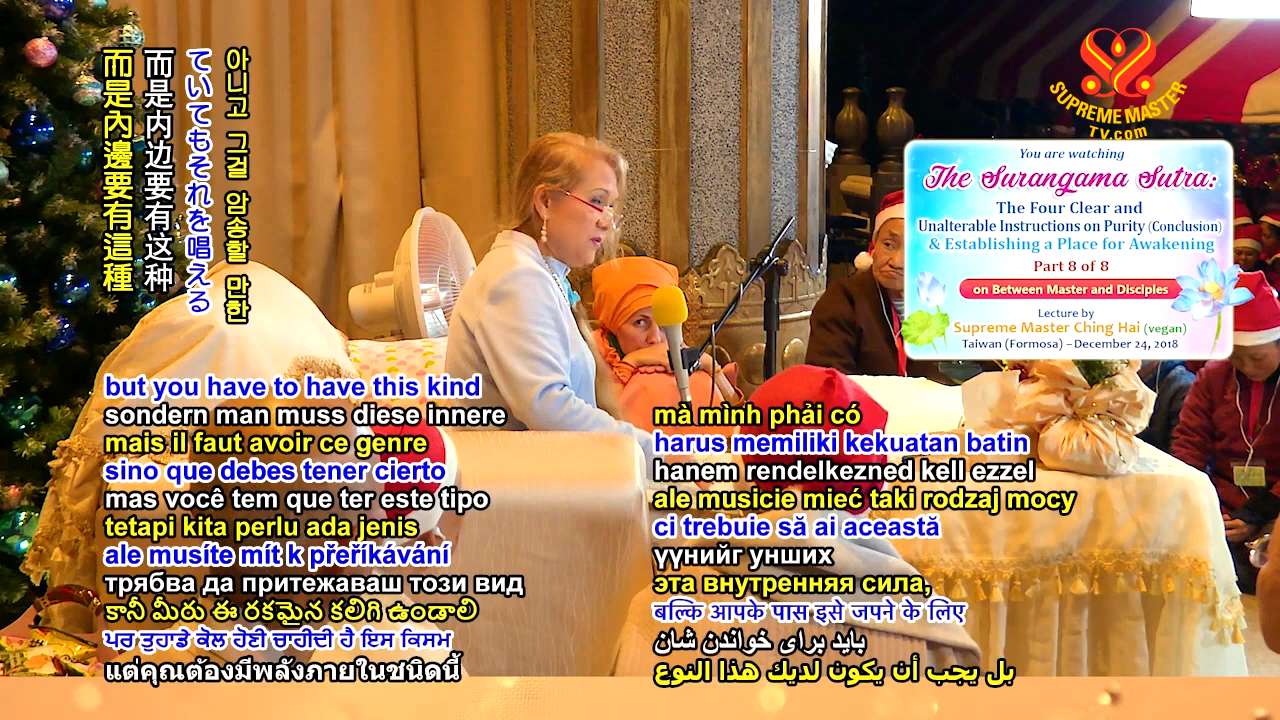 而是內邊要有這種
而是内边要有这种
ていてもそれを唱える
아니고 그걸 암송할 만한
SUPREME MASTER
TV.com
You are watching
The Surangama Sutra:
The Four Clear and
Unalterable Instructions on Purity (Conclusion)
& Establishing a Place for Awakening
Part 8 of 8
on Between Master and Disciples
Lecture by
Supreme Master Ching Hai (vegan)
Taiwan (Formosa) – December 24, 2018
but you have to have this kind
sondern man muss diese innere
mais il faut avoir ce genre
sino que debes tener cierto
mas você tem que ter este tipo
tetapi kita perlu ada jenis
ale musíte mít k přeříkávání
трябва да притежаваш този вид
కానీ మీరు ఈ రకమైన కలిగి ఉండాలి
ਪਰ ਤੁਹਾਡੇ ਕੋਲ ਹੋਣੀ ਚਾਹੀਦੀ ਹੈ ਇਸ ਕਿਸਮ
แต่คุณต้องมีพลังภายในชนิดนี้
mà mình phải có
harus memiliki kekuatan batin
hanem rendelkezned kell ezzel
ale musicie mieć taki rodzaj mocy
ci trebuie să ai această
үүнийг унших
эта внутренняя сила,
बल्कि आपके पास इसे जपने के लिए
باید برای خواندن شان
بل يجب أن يكون لديك هذا النوع